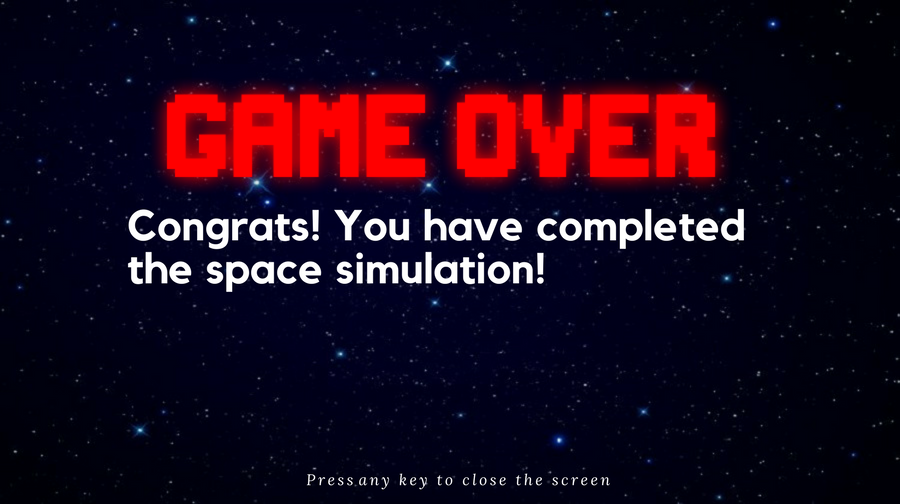 GAME OVER
Congrats! You have completed
the space simulation!
Press any key to close the screen